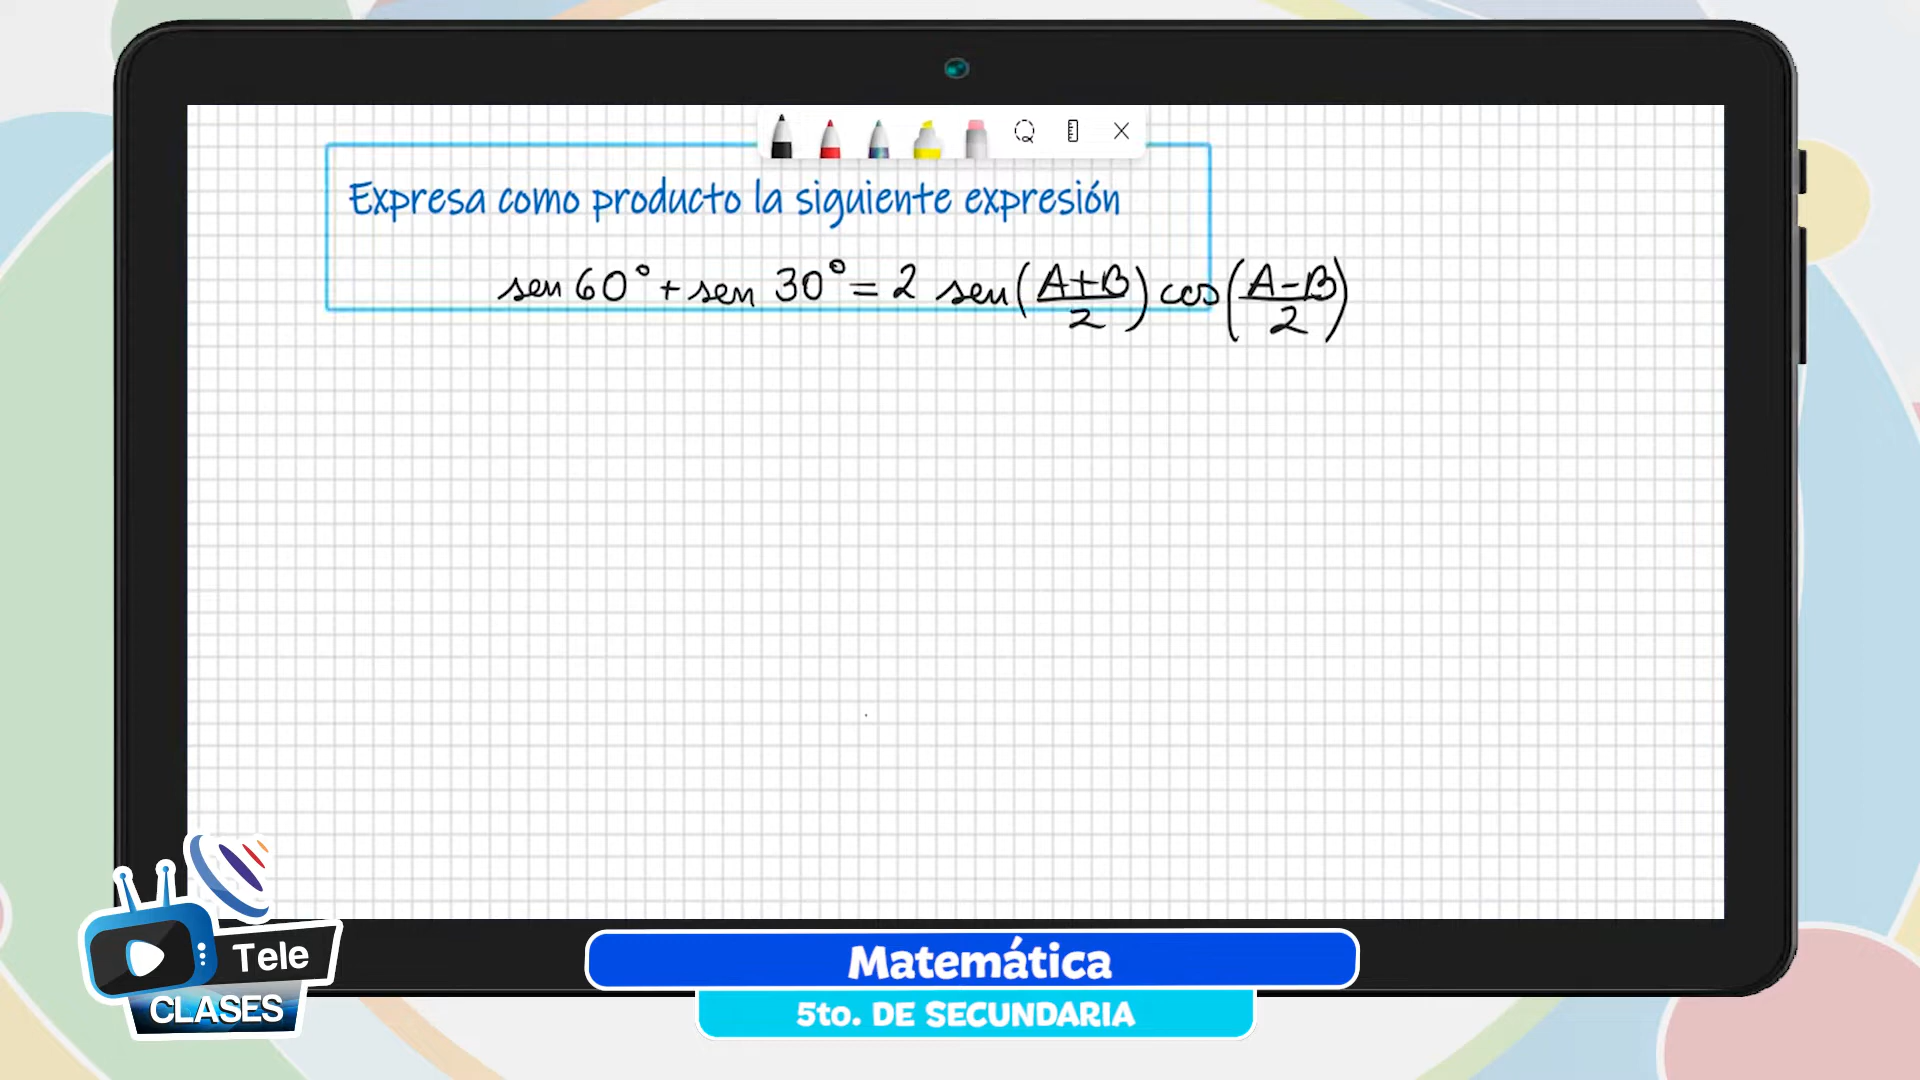 Expresa como producto la siguiente expresión
sen 60° + sen 30° = 2 sen (A+B/2) cos (A-B/2)
Tele
CLASES
Matemática
5to. DE SECUNDARIA